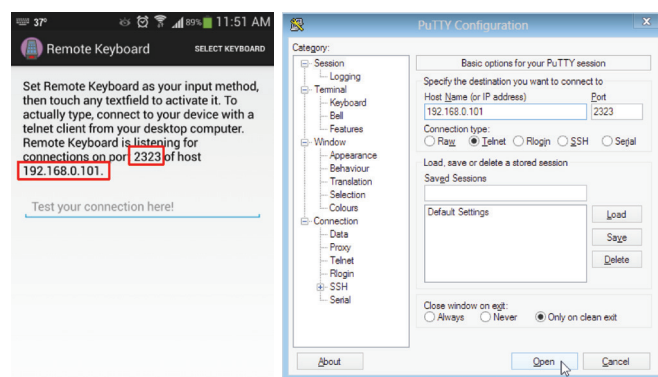 37° 89% 11:51 AM
Remote Keyboard SELECT KEYBOARD
Set Remote Keyboard as your input method,
then touch any textfield to activate it. To
actually type, connect to your device with a
telnet client from your desktop computer.
Remote Keyboard is listening for
connections on port 2323 of host
192.168.0.101.
Test your connection here!
PuTTY Configuration
Category:
Session
Logging
Terminal
Keyboard
Bell
Features
Window
Appearance
Behaviour
Translation
Selection
Colours
Connection
Data
Proxy
Telnet
Rlogin
SSH
Serial
Basic options for your PuTTY session
Specify the destination you want to connect to
Host Name (or IP address) Port
192.168.0.101 2323
Connection type:
Raw Telnet Rlogin SSH Serial
Load, save or delete a stored session
Saved Sessions
Default Settings
Load
Save
Delete
Close window on exit:
Always Never Only on clean exit
About Open Cancel